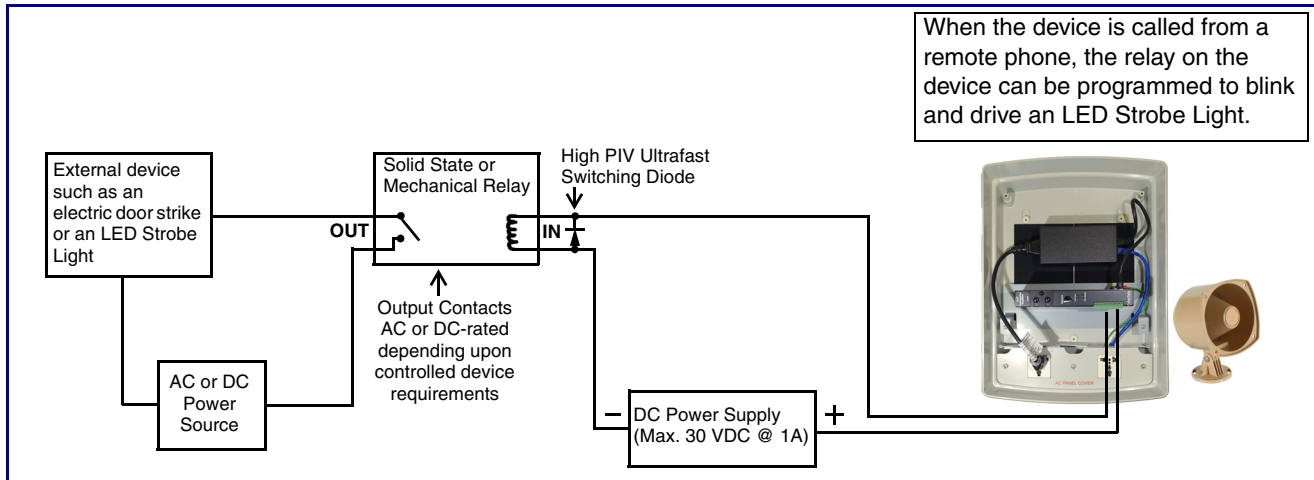 When the device is called from a
remote phone, the relay on the
device can be programmed to blink
and drive an LED Strobe Light.
External device
such as an
electric door strike
or an LED Strobe
Light
Solid State or
Mechanical Relay
High PIV Ultrafast
Switching Diode
OUT
IN
Output Contacts
AC or DC-rated
depending upon
controlled device
requirements
AC or DC
Power
Source
–
DC Power Supply
(Max. 30 VDC @ 1A)
+
AC PANEL COVER